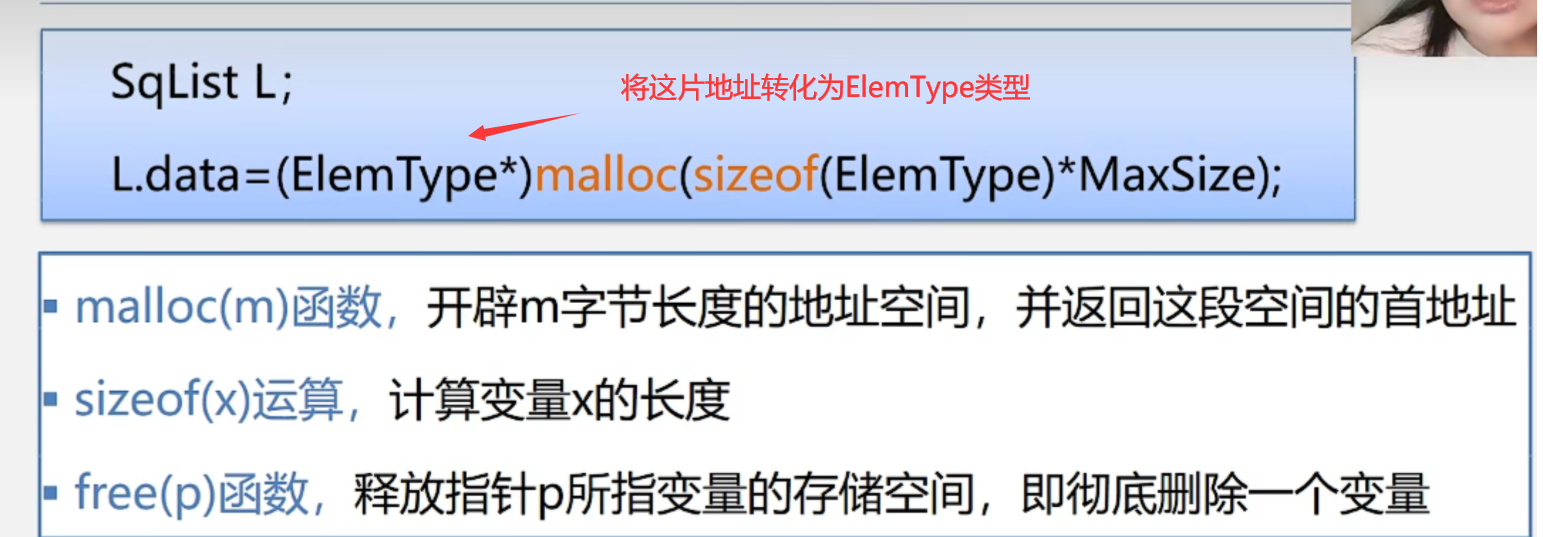 SqList L;
将这片地址转化为ElemType类型
L.data=(ElemType*)malloc(sizeof(ElemType)*MaxSize);
▪ malloc(m)函数，开辟m字节长度的地址空间，并返回这段空间的首地址
▪ sizeof(x)运算，计算变量x的长度
▪ free(p)函数，释放指针p所指变量的存储空间，即彻底删除一个变量